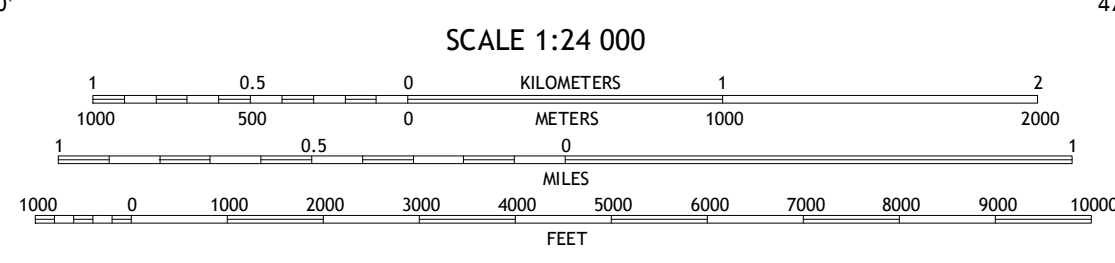 SCALE 1:24 000
1 0.5 0 KILOMETERS 1 2
1000 500 0 METERS 1000 2000
1 0.5 0 1
MILES
1000 0 1000 2000 3000 4000 5000 6000 7000 8000 9000 10000
FEET